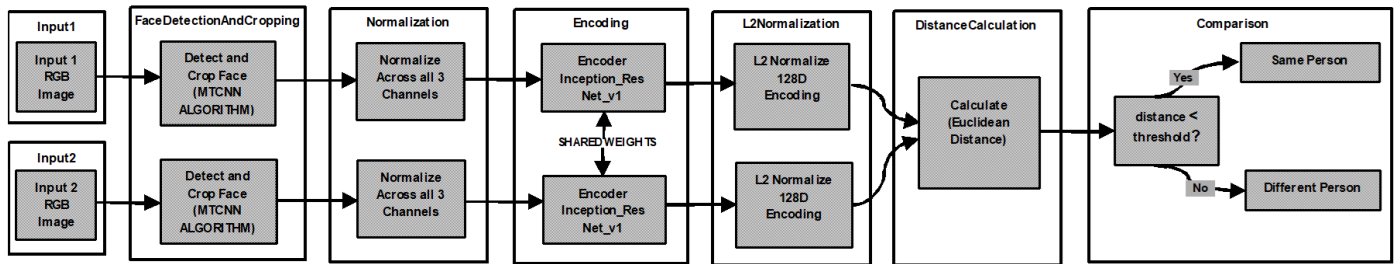 Input1
Input 1
RGB
Image
Input2
Input 2
RGB
Image
FaceDetectionAndCropping
Detect and
Crop Face
(MTCNN
ALGORITHM)
Detect and
Crop Face
(MTCNN
ALGORITHM)
Normalization
Normalize
Across all 3
Channels
Normalize
Across all 3
Channels
Encoding
Encoder
Inception_Res
Net_v1
SHAREDWEIGHTS
Encoder
Inception_Res
Net_v1
L2Normalization
L2 Normalize
128D
Encoding
L2 Normalize
128D
Encoding
DistanceCalculation
Calculate
(Euclidean
Distance)
Comparison
distance <
threshold?
Yes
Same Person
No
Different Person